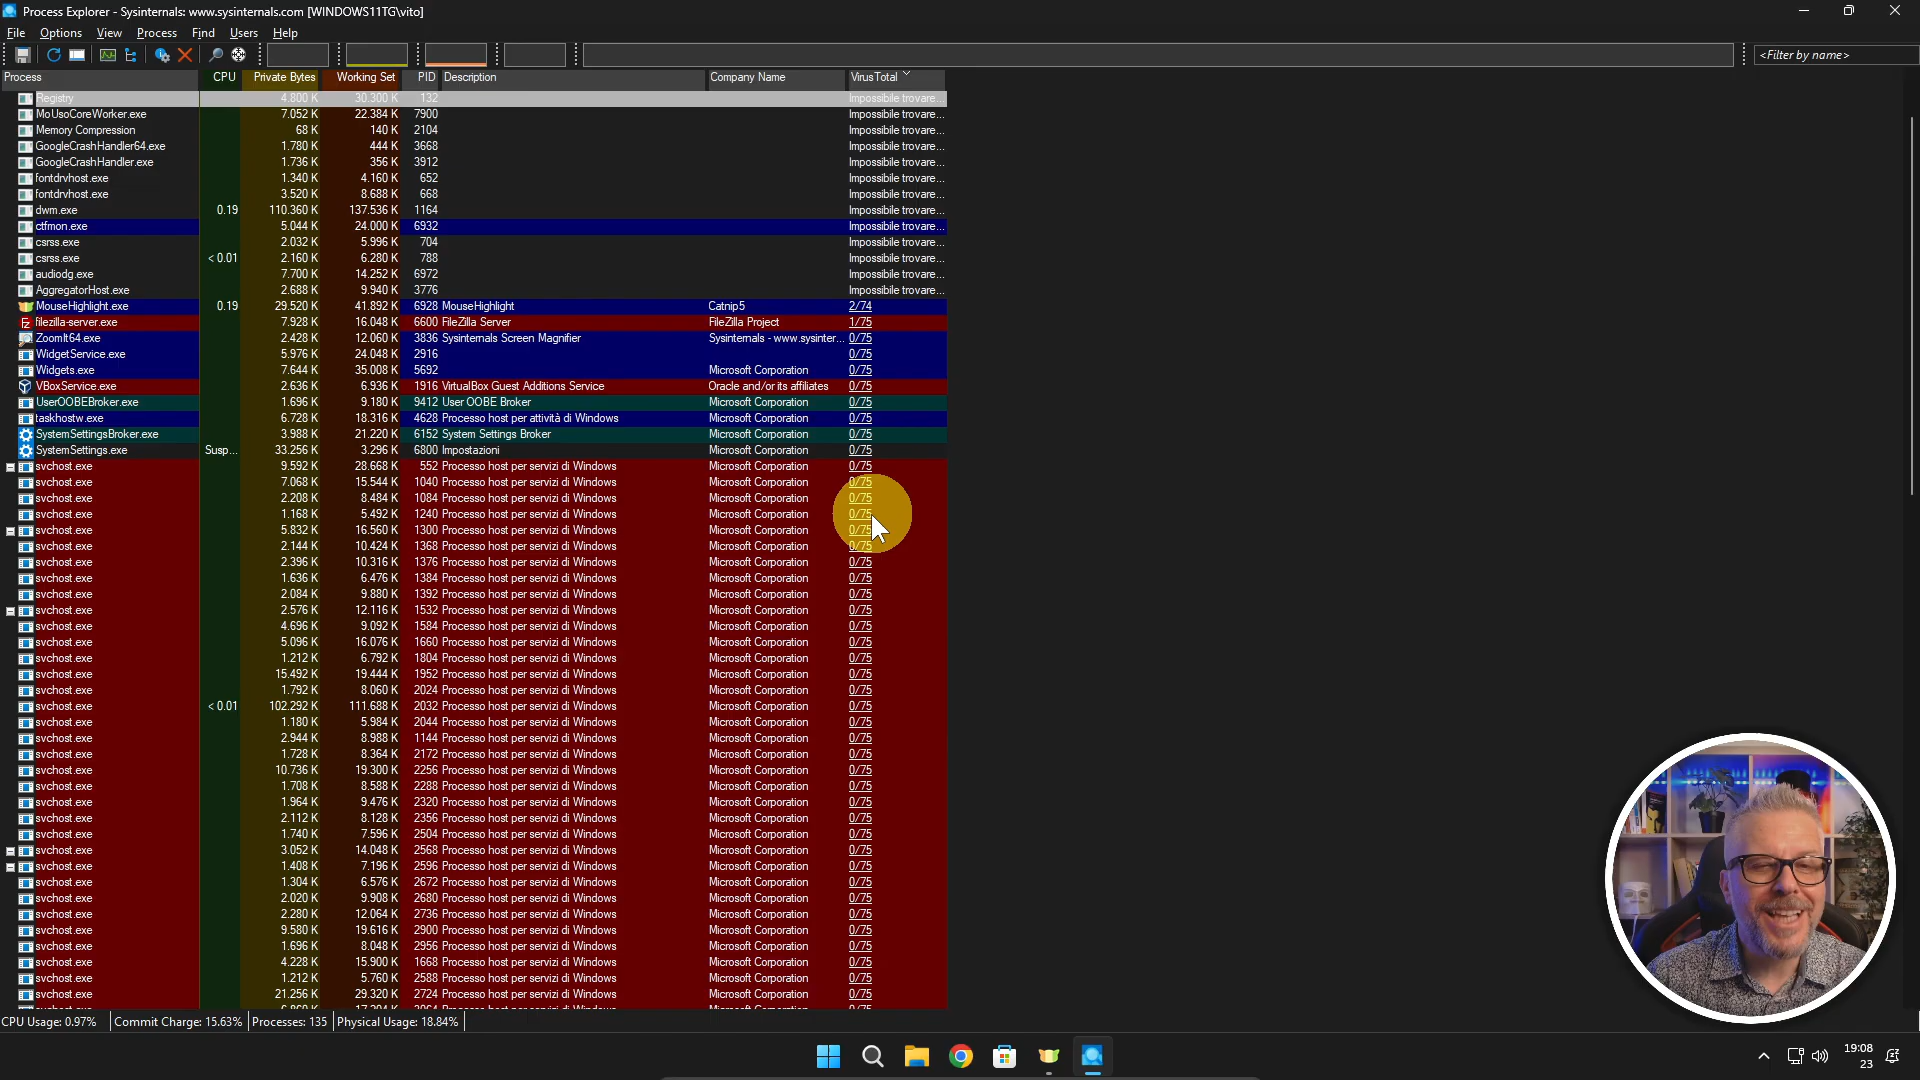 Process Explorer - Sysinternals: www.sysinternals.com [WINDOWS11TG\vito]
File Options View Process Find Users Help
<Filter by name>
Process CPU Private Bytes Working Set PID Description Company Name VirusTotal
Registry 4.800 K 30.300 K 132 Impossibile trovare...
MoUsoCoreWorker.exe 7.052 K 22.384 K 7900 Impossibile trovare...
Memory Compression 68 K 140 K 2104 Impossibile trovare...
GoogleCrashHandler64.exe 1.780 K 444 K 3668 Impossibile trovare...
GoogleCrashHandler.exe 1.736 K 356 K 3912 Impossibile trovare...
fontdrvhost.exe 1.340 K 4.160 K 652 Impossibile trovare...
fontdrvhost.exe 3.520 K 8.688 K 668 Impossibile trovare...
dwm.exe 0.19 110.360 K 137.536 K 1164 Impossibile trovare...
ctfmon.exe 5.044 K 24.000 K 6932 Impossibile trovare...
csrss.exe 2.032 K 5.996 K 704 Impossibile trovare...
csrss.exe < 0.01 2.160 K 6.280 K 788 Impossibile trovare...
audiodg.exe 7.700 K 14.252 K 6972 Impossibile trovare...
AggregatorHost.exe 2.688 K 9.940 K 3776 Impossibile trovare...
MouseHighlight.exe 0.19 29.520 K 41.892 K 6928 MouseHighlight Catnip5 2/74
filezilla-server.exe 7.928 K 16.048 K 6600 FileZilla Server FileZilla Project 1/75
ZoomIt64.exe 2.428 K 12.060 K 3836 Sysinternals Screen Magnifier Sysinternals - www.sysinter... 0/75
WidgetService.exe 5.976 K 24.048 K 2916 0/75
Widgets.exe 7.644 K 35.008 K 5692 Microsoft Corporation 0/75
VBoxService.exe 2.636 K 6.936 K 1916 VirtualBox Guest Additions Service Oracle and/or its affiliates 0/75
UserOOBEBroker.exe 1.696 K 9.180 K 9412 User OOBE Broker Microsoft Corporation 0/75
taskhostw.exe 6.728 K 18.316 K 4628 Processo host per attività di Windows Microsoft Corporation 0/75
SystemSettingsBroker.exe 3.988 K 21.220 K 6152 System Settings Broker Microsoft Corporation 0/75
SystemSettings.exe Susp... 33.256 K 3.296 K 6800 Impostazioni Microsoft Corporation 0/75
svchost.exe 9.592 K 28.668 K 552 Processo host per servizi di Windows Microsoft Corporation 0/75
svchost.exe 7.068 K 15.544 K 1040 Processo host per servizi di Windows Microsoft Corporation 0/75
svchost.exe 2.208 K 8.484 K 1084 Processo host per servizi di Windows Microsoft Corporation 0/75
svchost.exe 1.168 K 5.492 K 1240 Processo host per servizi di Windows Microsoft Corporation 0/75
svchost.exe 5.832 K 16.560 K 1300 Processo host per servizi di Windows Microsoft Corporation 0/75
svchost.exe 2.144 K 10.424 K 1368 Processo host per servizi di Windows Microsoft Corporation 0/75
svchost.exe 2.396 K 10.316 K 1376 Processo host per servizi di Windows Microsoft Corporation 0/75
svchost.exe 1.636 K 6.476 K 1384 Processo host per servizi di Windows Microsoft Corporation 0/75
svchost.exe 2.084 K 9.880 K 1392 Processo host per servizi di Windows Microsoft Corporation 0/75
svchost.exe 2.576 K 12.116 K 1532 Processo host per servizi di Windows Microsoft Corporation 0/75
svchost.exe 4.696 K 9.092 K 1584 Processo host per servizi di Windows Microsoft Corporation 0/75
svchost.exe 5.096 K 16.076 K 1660 Processo host per servizi di Windows Microsoft Corporation 0/75
svchost.exe 1.212 K 6.792 K 1804 Processo host per servizi di Windows Microsoft Corporation 0/75
svchost.exe 15.492 K 19.444 K 1952 Processo host per servizi di Windows Microsoft Corporation 0/75
svchost.exe 1.792 K 8.060 K 2024 Processo host per servizi di Windows Microsoft Corporation 0/75
svchost.exe < 0.01 102.292 K 111.688 K 2032 Processo host per servizi di Windows Microsoft Corporation 0/75
svchost.exe 1.180 K 5.984 K 2044 Processo host per servizi di Windows Microsoft Corporation 0/75
svchost.exe 2.944 K 8.988 K 1144 Processo host per servizi di Windows Microsoft Corporation 0/75
svchost.exe 1.728 K 8.364 K 2172 Processo host per servizi di Windows Microsoft Corporation 0/75
svchost.exe 10.736 K 19.300 K 2256 Processo host per servizi di Windows Microsoft Corporation 0/75
svchost.exe 1.708 K 8.588 K 2288 Processo host per servizi di Windows Microsoft Corporation 0/75
svchost.exe 1.964 K 9.476 K 2320 Processo host per servizi di Windows Microsoft Corporation 0/75
svchost.exe 2.112 K 8.128 K 2356 Processo host per servizi di Windows Microsoft Corporation 0/75
svchost.exe 1.740 K 7.596 K 2504 Processo host per servizi di Windows Microsoft Corporation 0/75
svchost.exe 3.052 K 14.048 K 2568 Processo host per servizi di Windows Microsoft Corporation 0/75
svchost.exe 1.408 K 7.196 K 2596 Processo host per servizi di Windows Microsoft Corporation 0/75
svchost.exe 1.304 K 6.576 K 2672 Processo host per servizi di Windows Microsoft Corporation 0/75
svchost.exe 2.020 K 9.908 K 2680 Processo host per servizi di Windows Microsoft Corporation 0/75
svchost.exe 2.280 K 12.064 K 2736 Processo host per servizi di Windows Microsoft Corporation 0/75
svchost.exe 9.580 K 19.616 K 2900 Processo host per servizi di Windows Microsoft Corporation 0/75
svchost.exe 1.696 K 8.048 K 2956 Processo host per servizi di Windows Microsoft Corporation 0/75
svchost.exe 4.228 K 15.900 K 1668 Processo host per servizi di Windows Microsoft Corporation 0/75
svchost.exe 1.212 K 5.760 K 2588 Processo host per servizi di Windows Microsoft Corporation 0/75
svchost.exe 21.256 K 29.320 K 2724 Processo host per servizi di Windows Microsoft Corporation 0/75
CPU Usage: 0.97% Commit Charge: 15.63% Processes: 135 Physical Usage: 18.84%
19:08
23